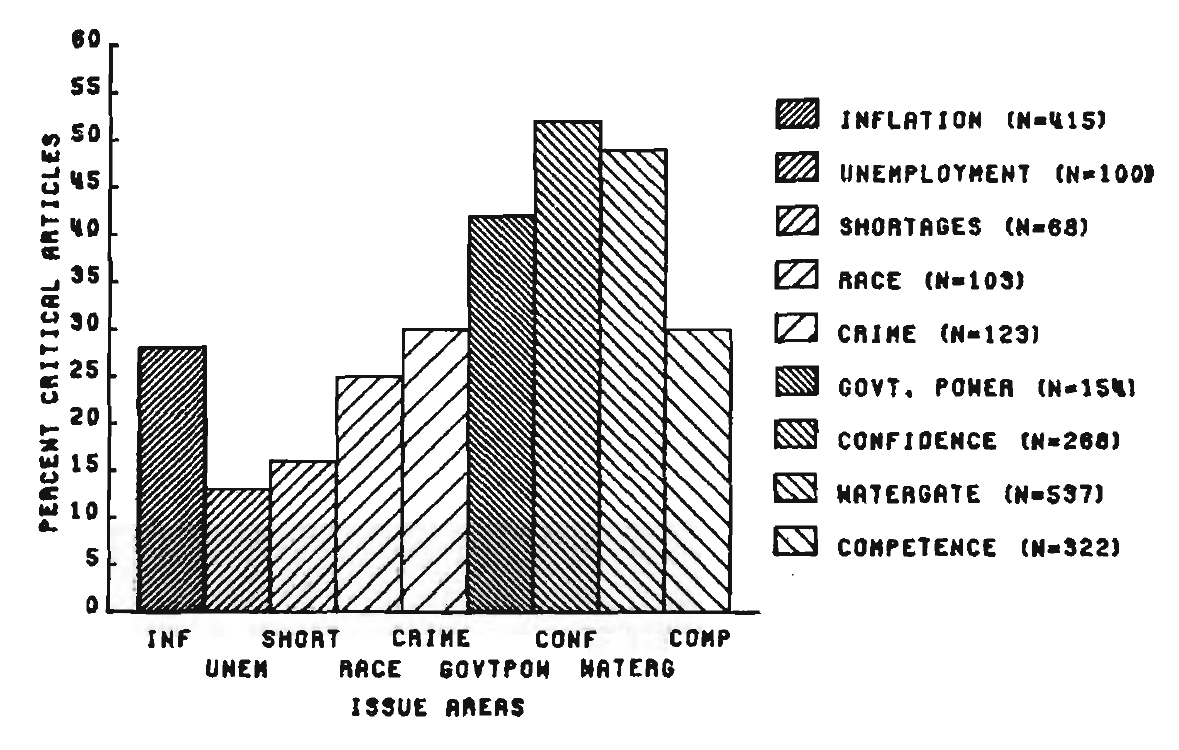 60
55
50
45
40
35
30
25
20
15
10
5
0
PERCENT CRITICAL ARTICLES
INF SHORT CRIME CONF COMP
UNEM RACE GOVTPOW WATERG
ISSUE AREAS
INFLATION (N=415)
UNEMPLOYMENT (N=100)
SHORTAGES (N=68)
RACE (N=103)
CRIME (N=123)
GOVT. POWER (N=154)
CONFIDENCE (N=268)
WATERGATE (N=537)
COMPETENCE (N=322)